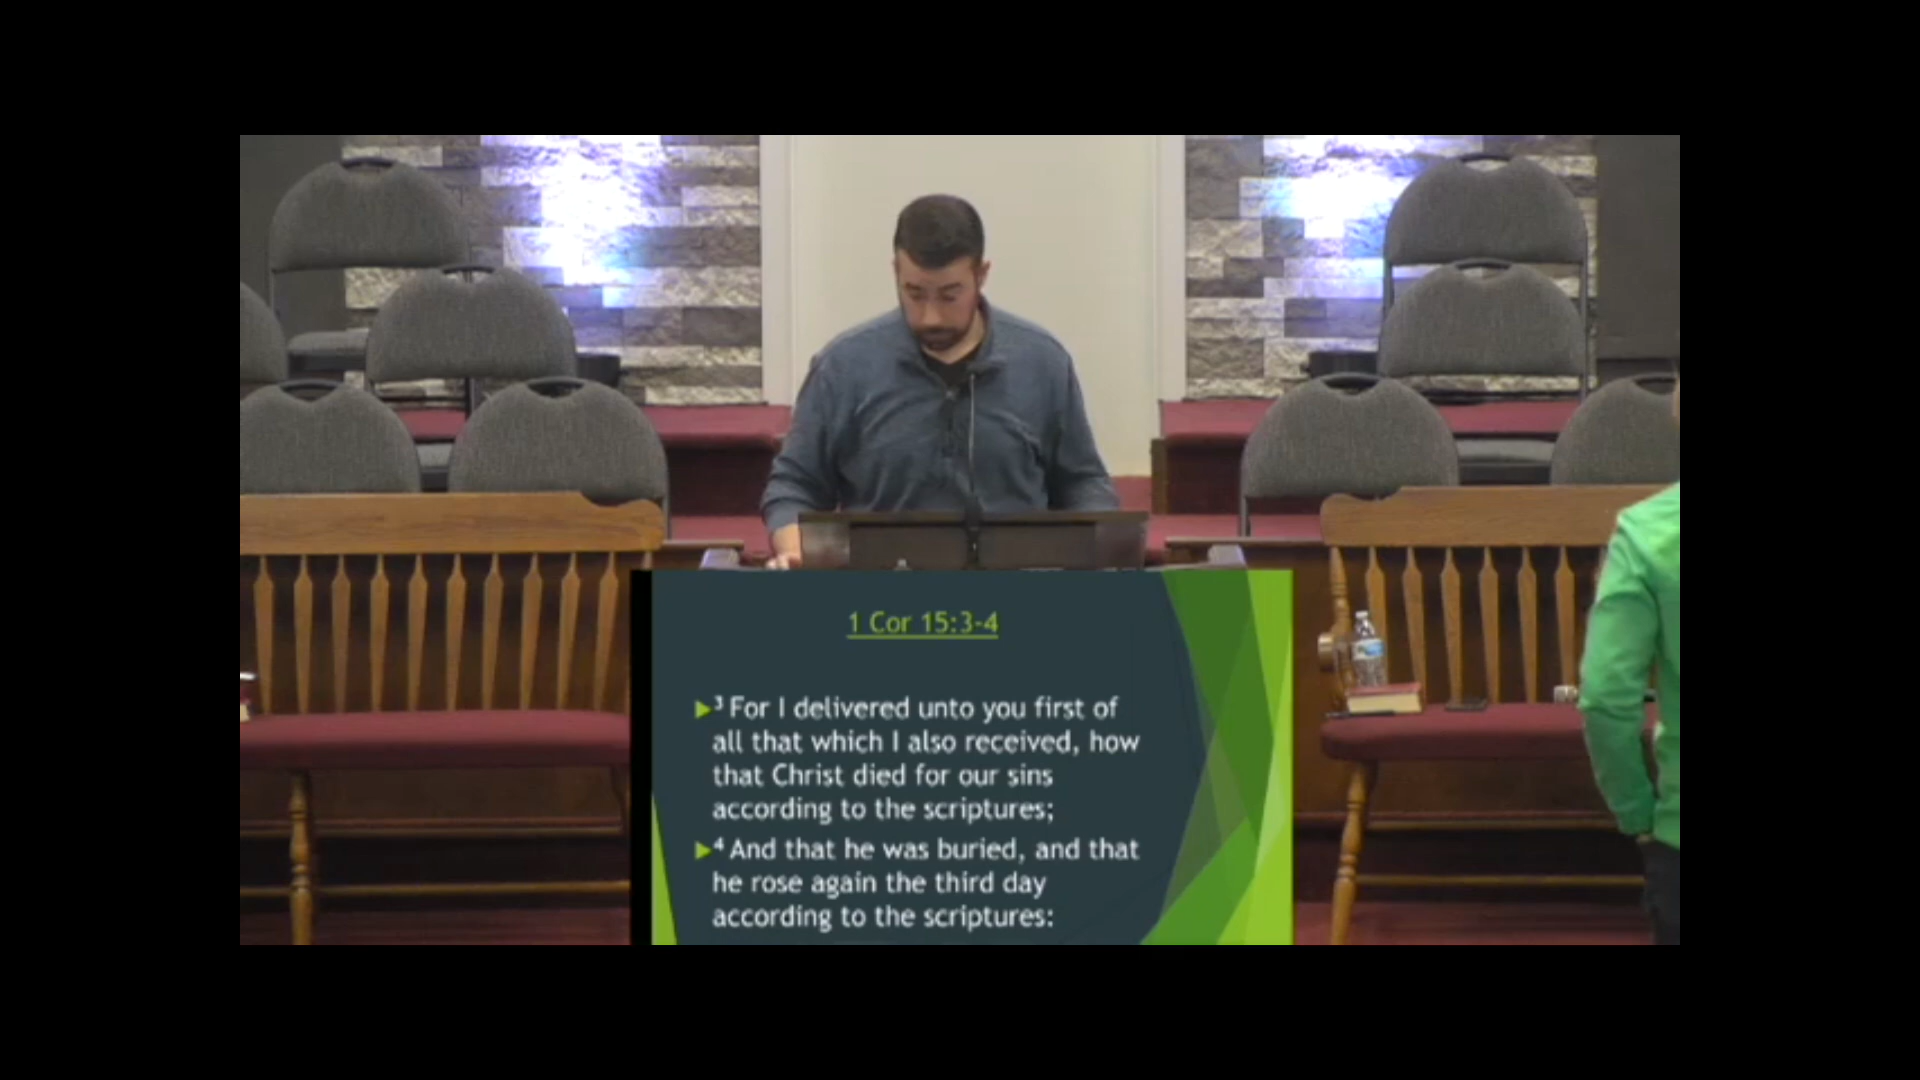 1 Cor 15:3-4
▶³ For I delivered unto you first of
all that which I also received, how
that Christ died for our sins
according to the scriptures;
▶⁴ And that he was buried, and that
he rose again the third day
according to the scriptures: